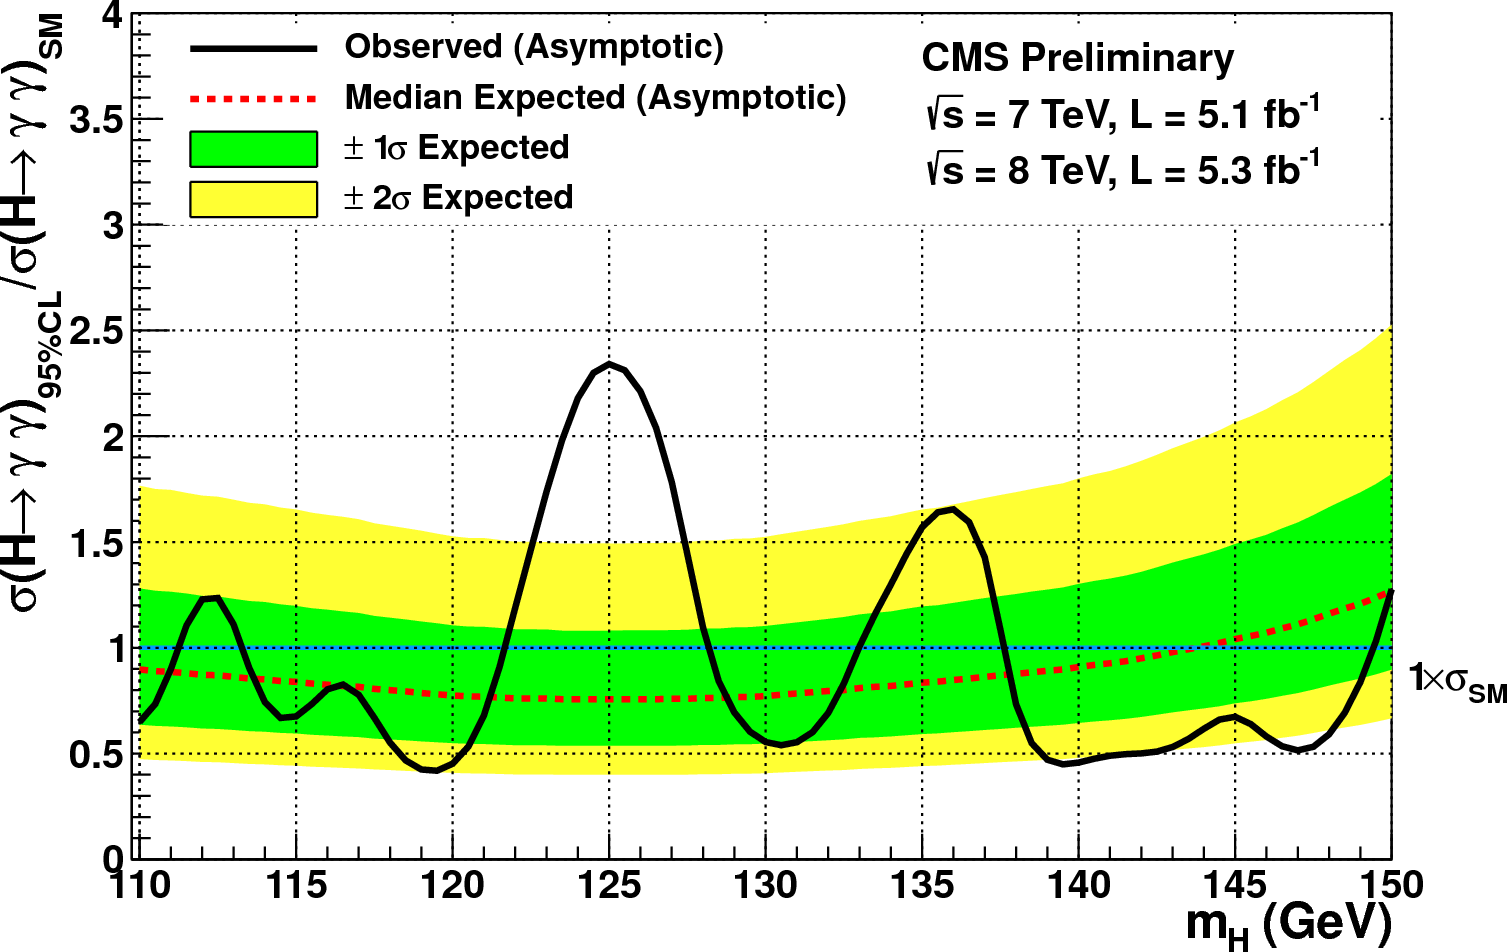 σ(H→γ γ)95%CL/σ(H→γ γ)SM
4
3.5
3
2.5
2
1.5
1
0.5
0
Observed (Asymptotic)
Median Expected (Asymptotic)
± 1σ Expected
± 2σ Expected
CMS Preliminary
√s = 7 TeV, L = 5.1 fb-1
√s = 8 TeV, L = 5.3 fb-1
1×σSM
110 115 120 125 130 135 140 145 150
mH (GeV)